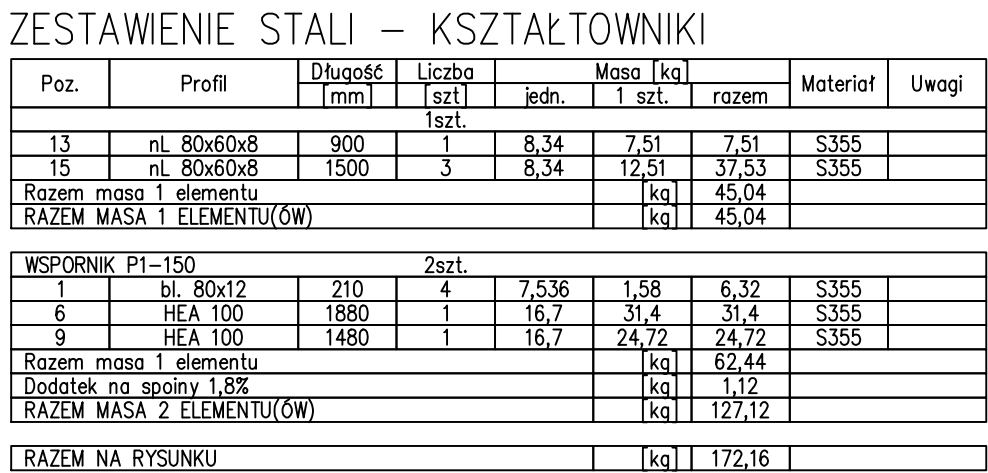 ZESTAWIENIE STALI – KSZTAŁTOWNIKI
Poz. Profil Długość [mm] Liczba [szt] Masa [kg] Materiał Uwagi
jedn. 1 szt. razem
1szt.
13 nL 80x60x8 900 1 8,34 7,51 7,51 S355
15 nL 80x60x8 1500 3 8,34 12,51 37,53 S355
Razem masa 1 elementu [kg] 45,04
RAZEM MASA 1 ELEMENTU(ÓW) [kg] 45,04
WSPORNIK P1–150 2szt.
1 bl. 80x12 210 4 7,536 1,58 6,32 S355
6 HEA 100 1880 1 16,7 31,4 31,4 S355
9 HEA 100 1480 1 16,7 24,72 24,72 S355
Razem masa 1 elementu [kg] 62,44
Dodatek na spoiny 1,8% [kg] 1,12
RAZEM MASA 2 ELEMENTU(ÓW) [kg] 127,12
RAZEM NA RYSUNKU [kg] 172,16